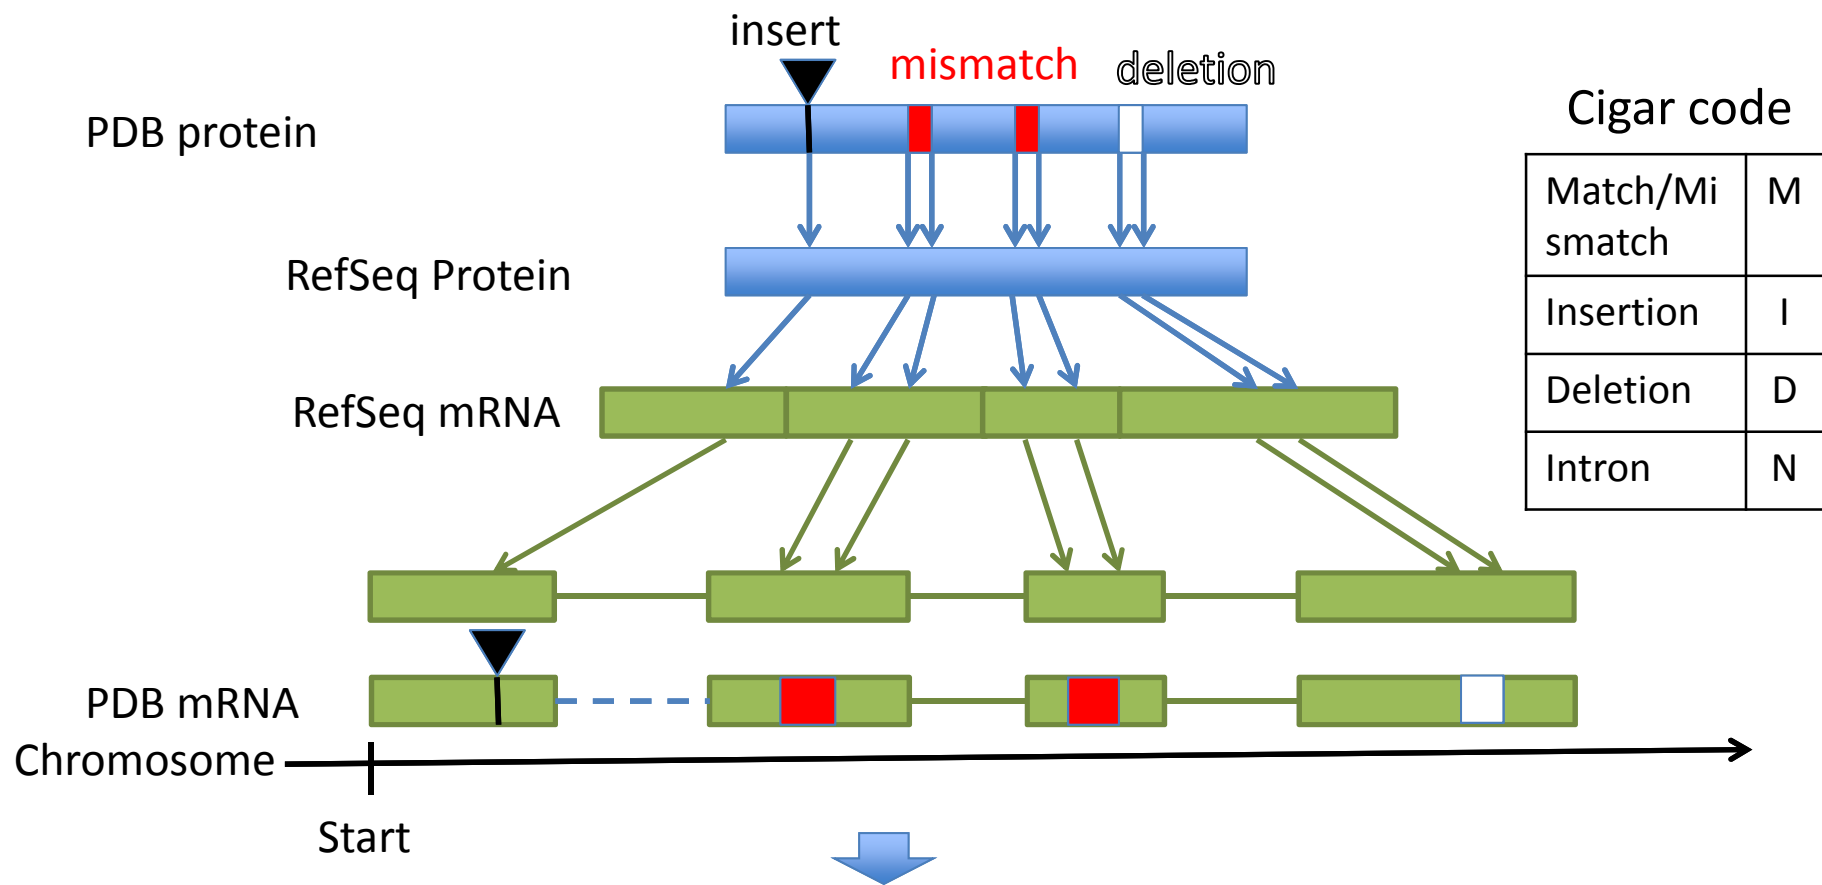 insert
mismatch
deletion
PDB protein
Cigar code
Match/Mi
smatch
M
Insertion
I
Deletion
D
Intron
N
RefSeq Protein
RefSeq mRNA
PDB mRNA
Chromosome
Start